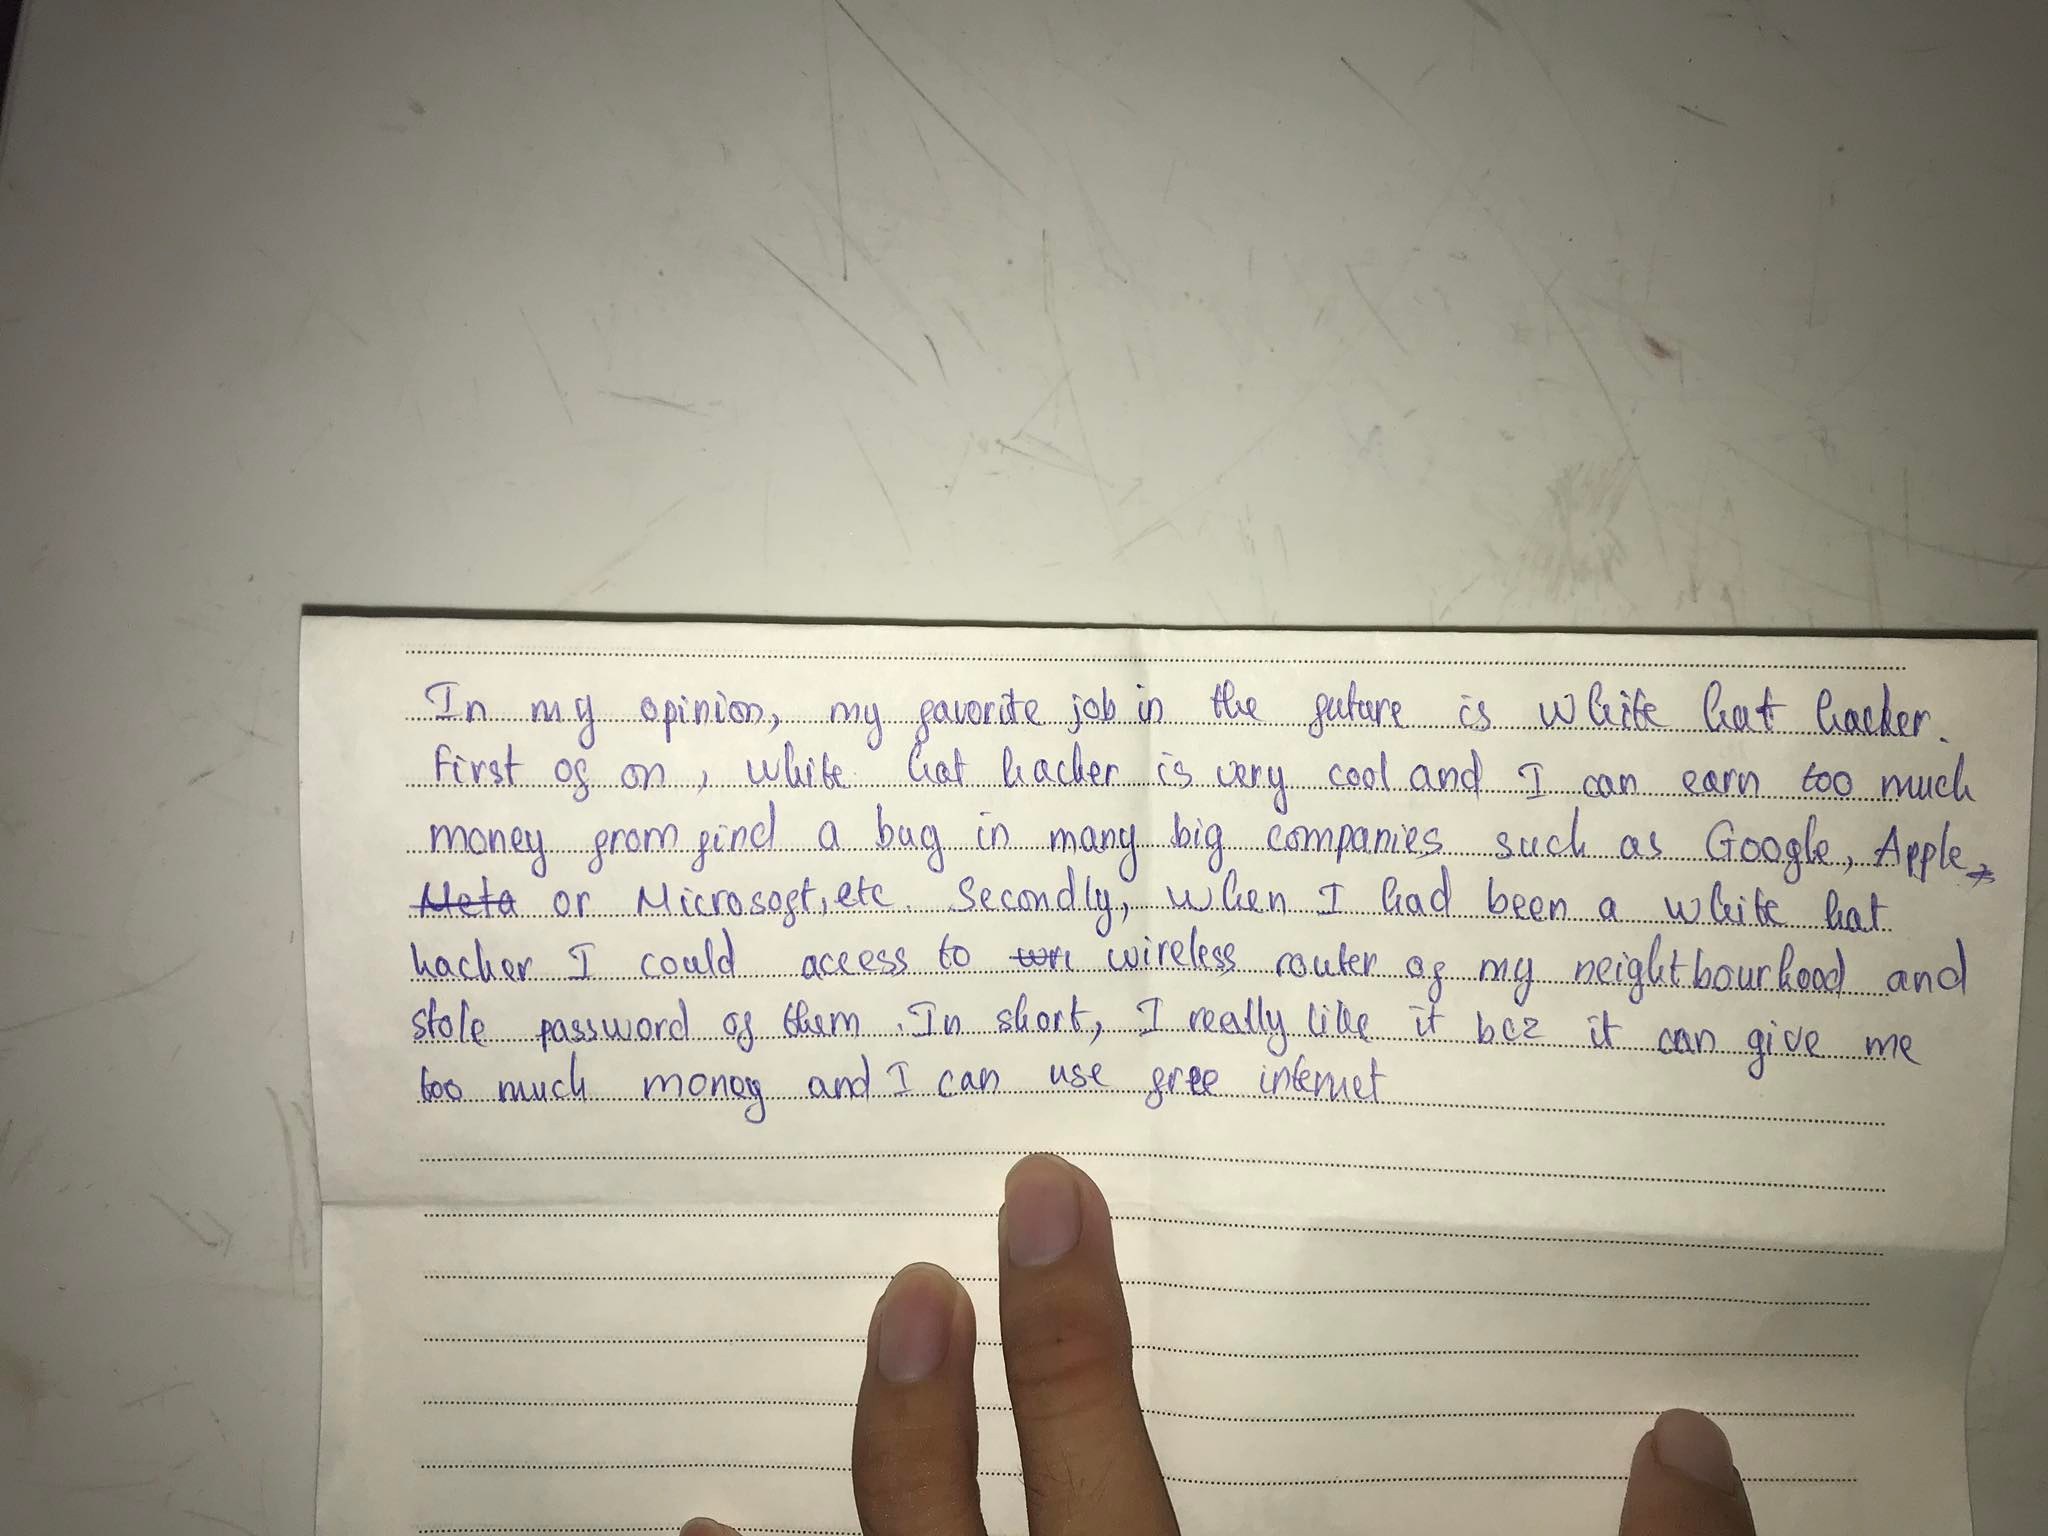 In my opinion, my favorite job in the future is white hat hacker.
First of on, white hat hacker is very cool and I can earn too much
money from find a bug in many big companies such as Google, Apple,
Meta or Microsoft, etc. Secondly, when I had been a white hat
hacker I could access to wri wireless router of my neightbourhood and
stole password of them. In short, I really like it bcz it can give me
too much money and I can use free internet